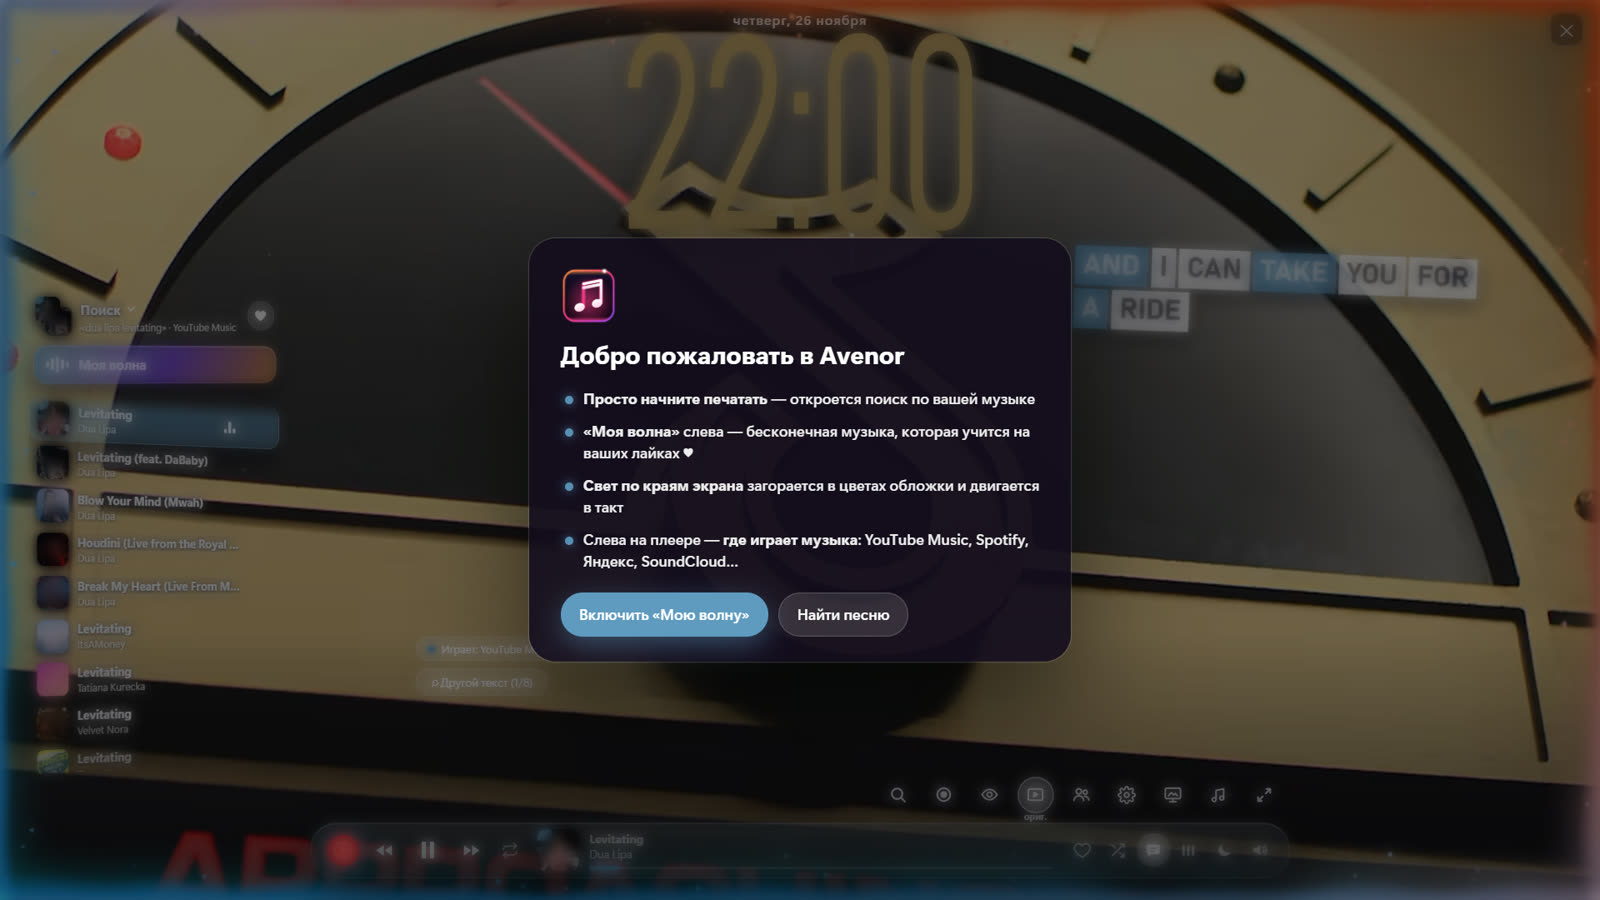 четверг, 26 ноября
22:00
AND I CAN TAKE YOU FOR
A RIDE
Поиск
«dua lipa levitating» · YouTube Music
Моя волна
Levitating
Dua Lipa
Levitating (feat. DaBaby)
Dua Lipa
Blow Your Mind (Mwah)
Dua Lipa
Houdini (Live from the Royal ...
Dua Lipa
Break My Heart (Live From M...
Dua Lipa
Levitating
ItsAMoney
Levitating
Tatiana Kurecka
Levitating
Velvet Nora
Levitating
Добро пожаловать в Avenor
Просто начните печатать — откроется поиск по вашей музыке
«Моя волна» слева — бесконечная музыка, которая учится на
ваших лайках ♥
Свет по краям экрана загорается в цветах обложки и двигается
в такт
Слева на плеере — где играет музыка: YouTube Music, Spotify,
Яндекс, SoundCloud...
Включить «Мою волну»
Найти песню
Играет: YouTube M
Другой текст (1/8)
ориг.
Levitating
Dua Lipa